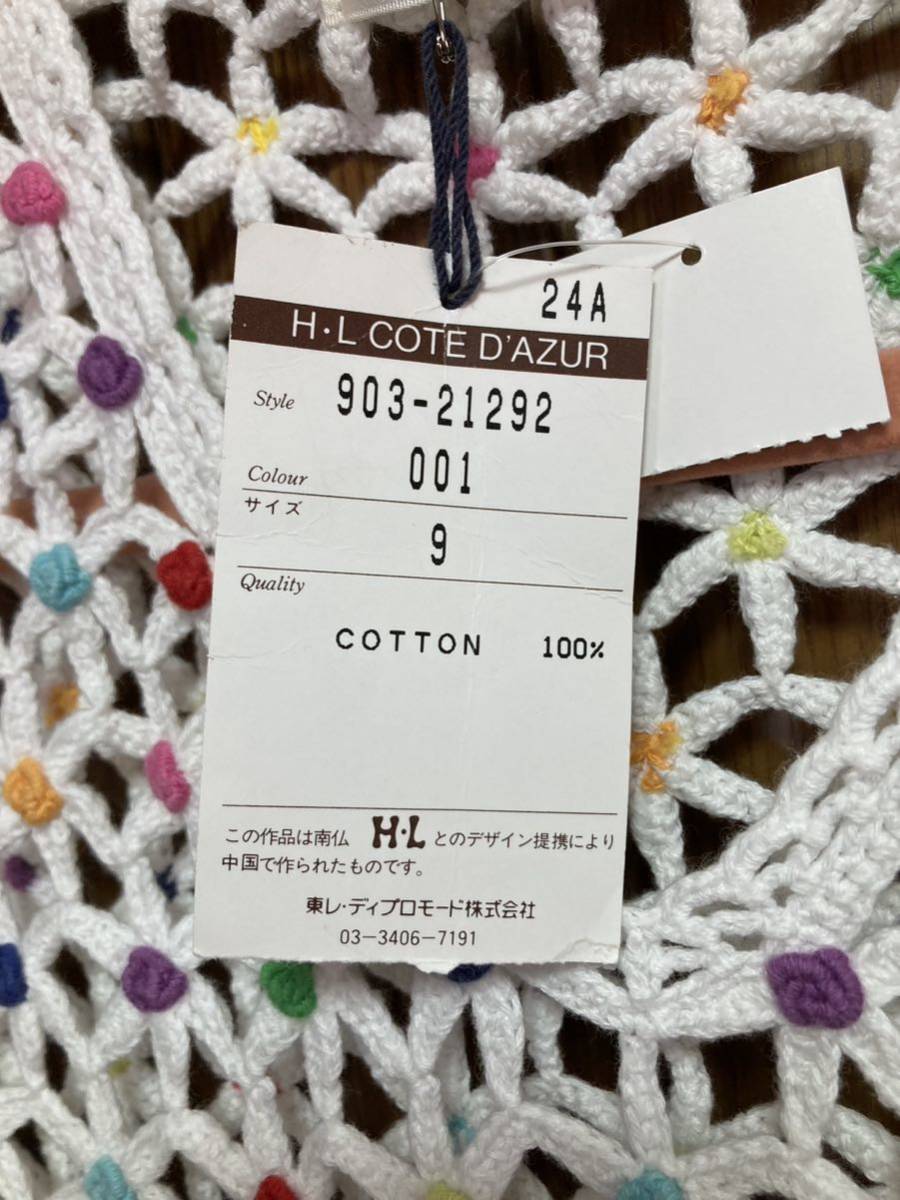 24A
H·L COTE D'AZUR
Style 903-21292
Colour 001
サイズ
9
Quality
COTTON 100%
この作品は南仏 H·L とのデザイン提携により
中国で作られたものです。
東レ・ディプロモード株式会社
03-3406-7191